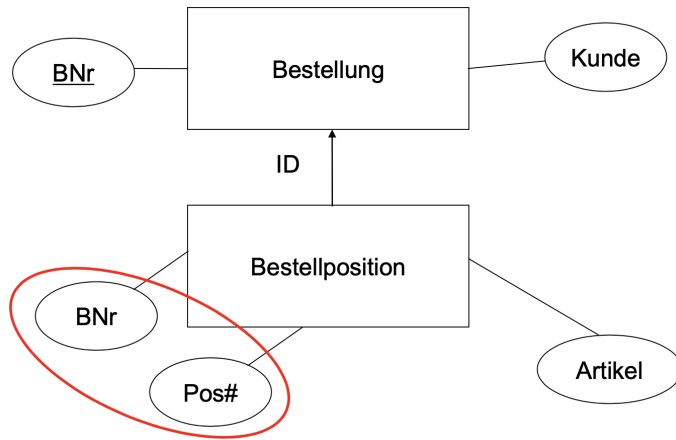 BNr
Bestellung
Kunde
ID
Bestellposition
BNr
Pos#
Artikel